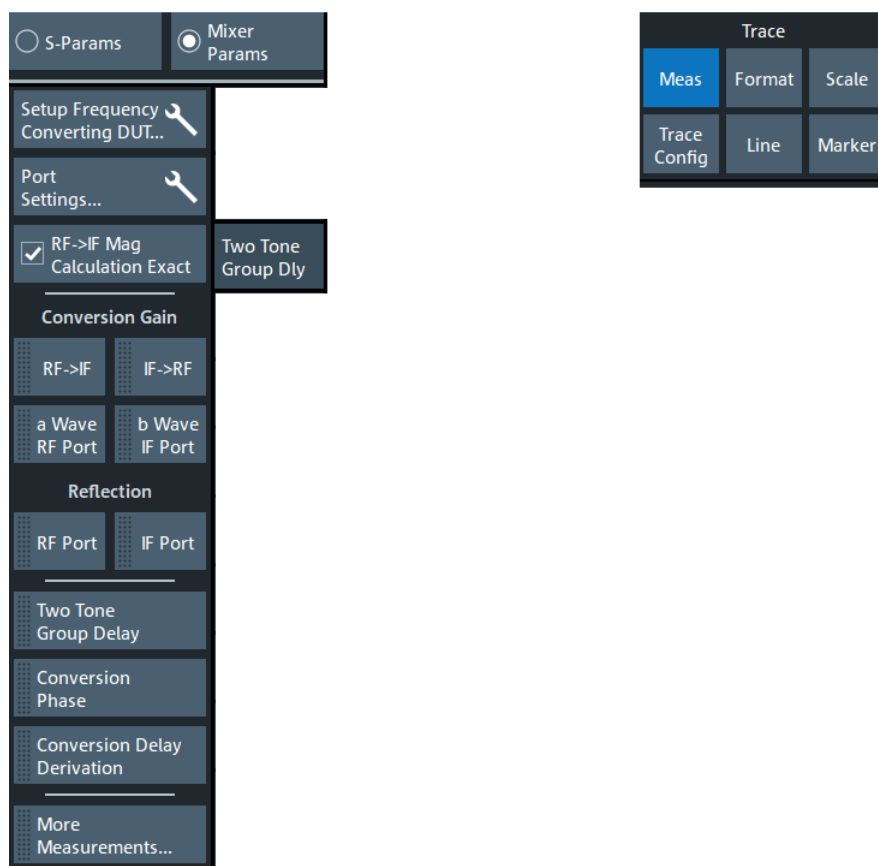 S-Params
Mixer
Params
Setup Frequency
Converting DUT...
Port
Settings...
RF->IF Mag
Calculation Exact
Two Tone
Group Dly
Conversion Gain
RF->IF
IF->RF
a Wave
RF Port
b Wave
IF Port
Reflection
RF Port
IF Port
Two Tone
Group Delay
Conversion
Phase
Conversion Delay
Derivation
More
Measurements...
Trace
Meas
Format
Scale
Trace
Config
Line
Marker